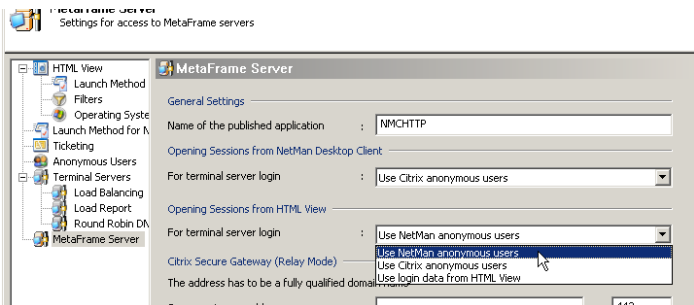 MetaFrame Server
Settings for access to MetaFrame servers
HTML View
Launch Method
Filters
Operating Syste
Launch Method for N
Ticketing
Anonymous Users
Terminal Servers
Load Balancing
Load Report
Round Robin DN
MetaFrame Server
MetaFrame Server
General Settings
Name of the published application : NMCHTTP
Opening Sessions from NetMan Desktop Client
For terminal server login : Use Citrix anonymous users
Opening Sessions from HTML View
For terminal server login : Use NetMan anonymous users
Use NetMan anonymous users
Use Citrix anonymous users
Use login data from HTML View
Citrix Secure Gateway (Relay Mode)
The address has to be a fully qualified domain name